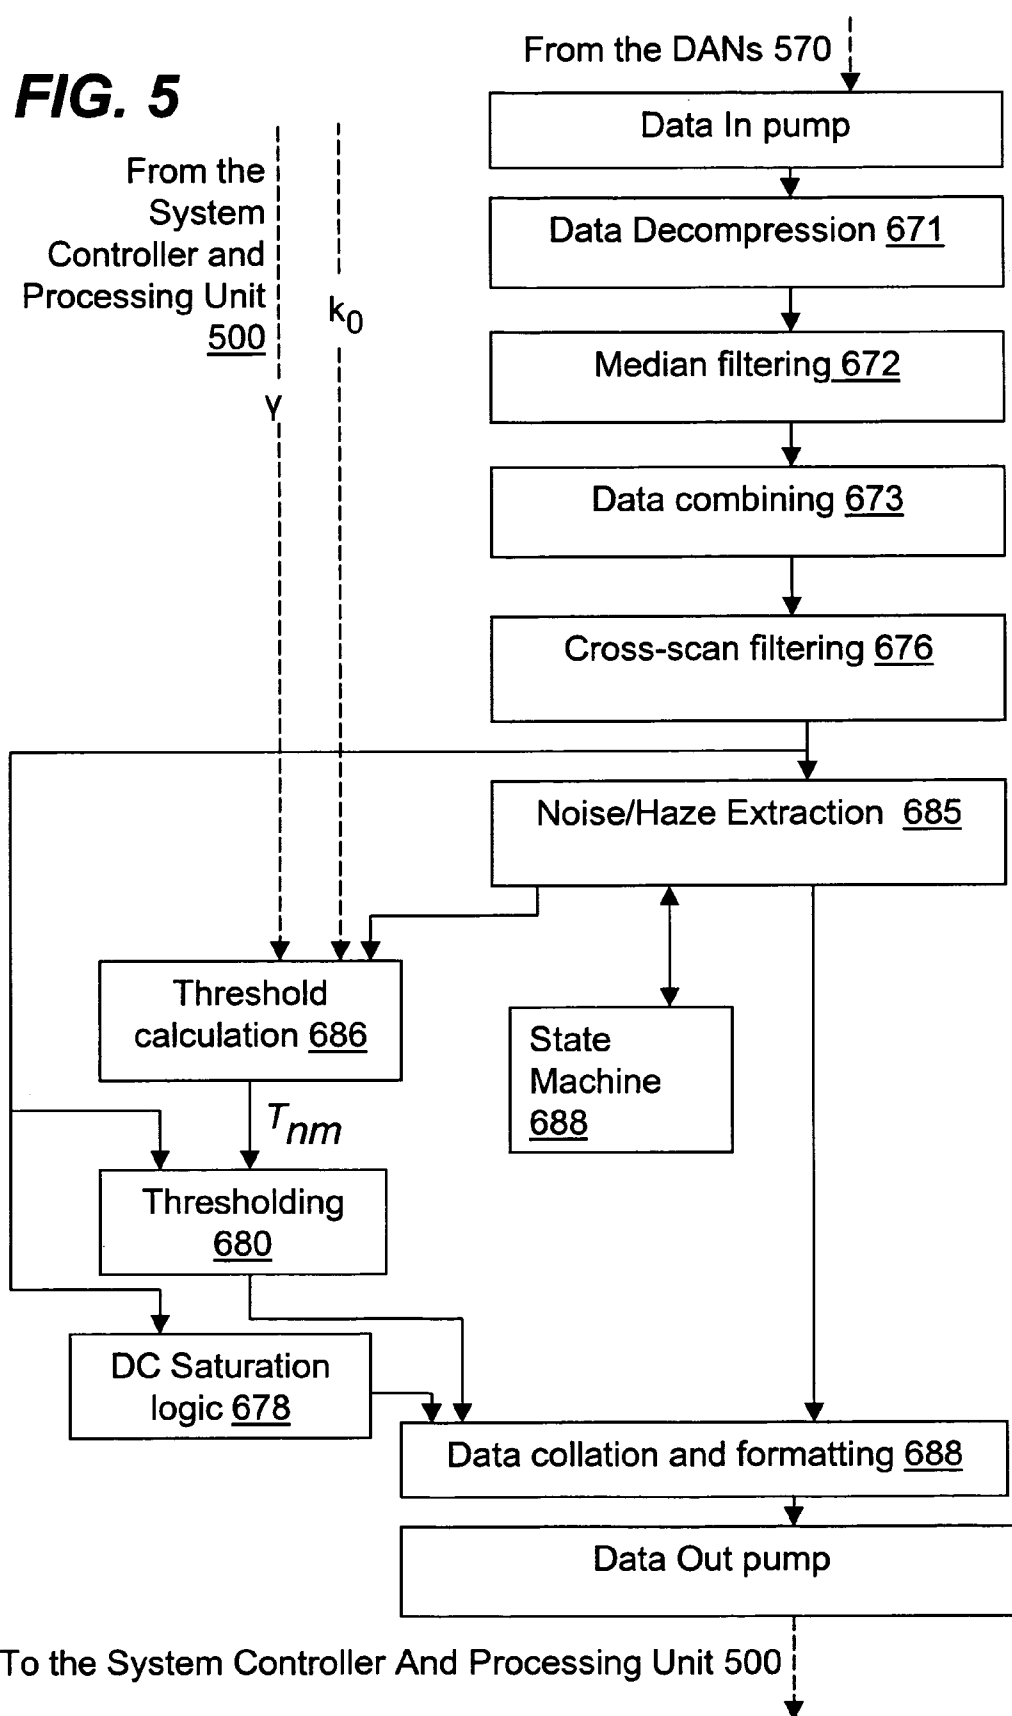 From the DANs 570
FIG. 5
Data In pump
From the
System
Controller and
Processing Unit
500
Data Decompression 671
k0
Median filtering 672
γ
Data combining 673
Cross-scan filtering 676
Noise/Haze Extraction 685
Threshold
calculation 686
State
Machine
688
Tnm
Thresholding
680
DC Saturation
logic 678
Data collation and formatting 688
Data Out pump
To the System Controller And Processing Unit 500